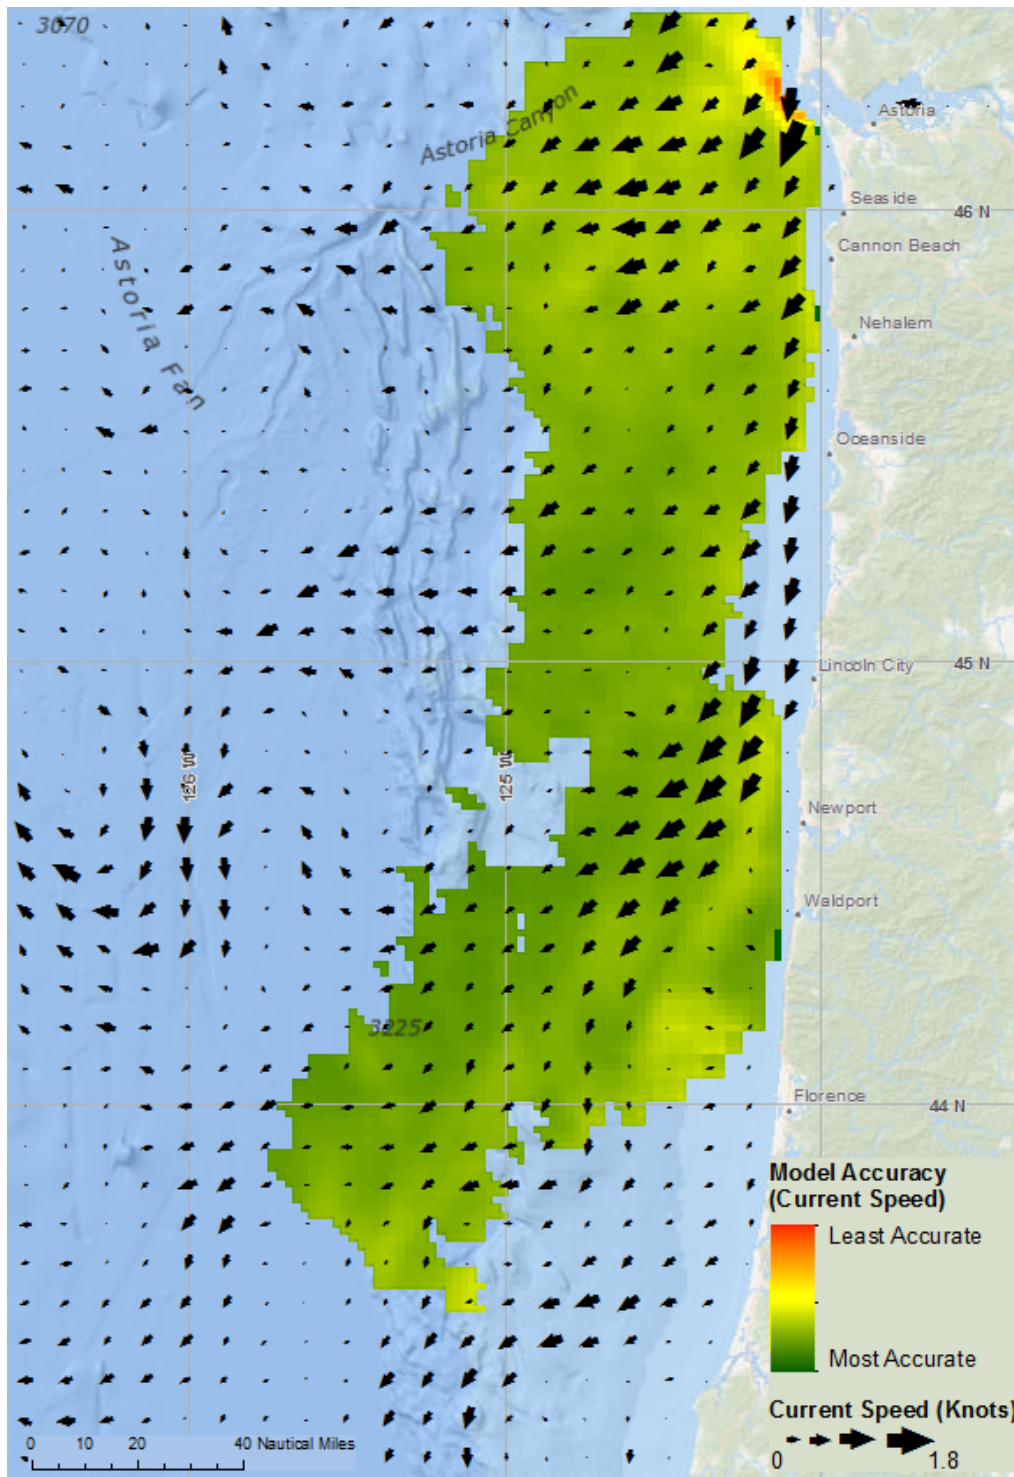 3070
Astoria
Astoria Canyon
Seaside
46 N
Cannon Beach
Astoria Fan
Nehalem
Oceanside
Lincoln City
45 N
126 W
125 W
Newport
Waldport
3225
Florence
44 N
Model Accuracy
(Current Speed)
Least Accurate
Most Accurate
Current Speed (Knots)
0 1.8
0 10 20 40 Nautical Miles